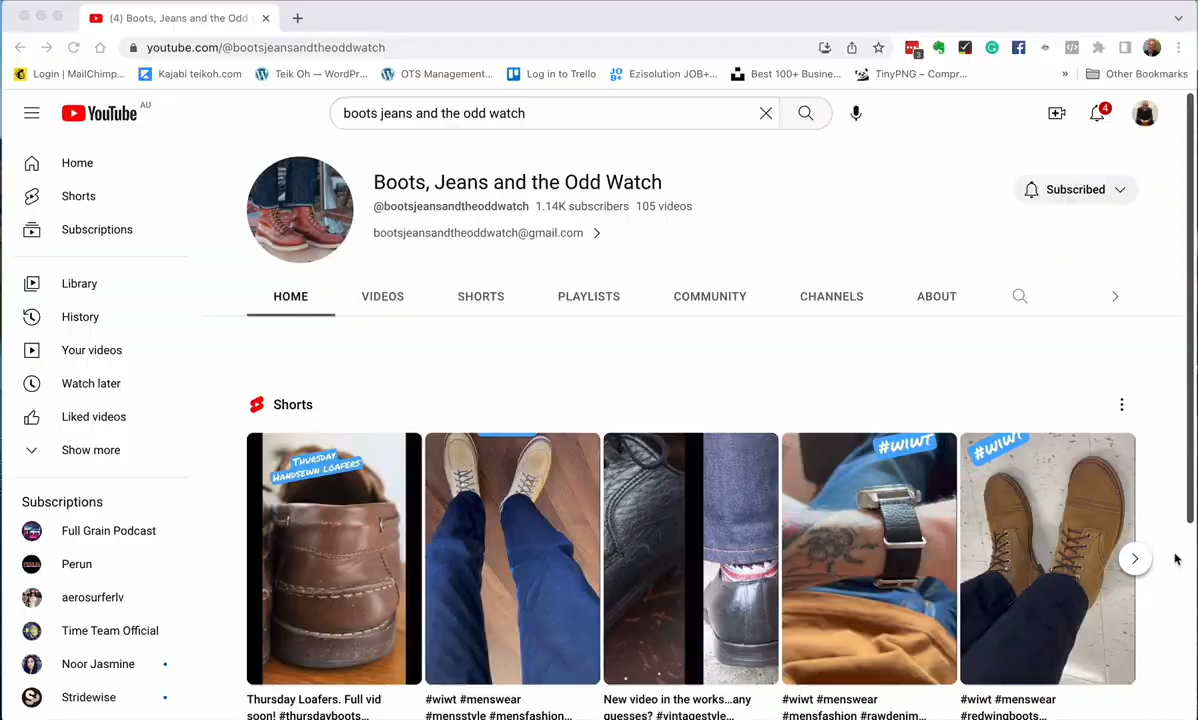 (4) Boots, Jeans and the Odd
youtube.com/@bootsjeansandtheoddwatch
Login | MailChimp...
Kajabi teikoh.com
Teik Oh — WordPr...
OTS Management...
Log in to Trello
Ezisolution JOB+...
Best 100+ Busine...
TinyPNG – Compr...
»
Other Bookmarks
YouTube AU
boots jeans and the odd watch
4
Home
Shorts
Subscriptions
Library
History
Your videos
Watch later
Liked videos
Show more
Subscriptions
Full Grain Podcast
Perun
aerosurferlv
Time Team Official
Noor Jasmine
Stridewise
Boots, Jeans and the Odd Watch
@bootsjeansandtheoddwatch 1.14K subscribers 105 videos
bootsjeansandtheoddwatch@gmail.com
Subscribed
HOME
VIDEOS
SHORTS
PLAYLISTS
COMMUNITY
CHANNELS
ABOUT
Shorts
THURSDAY
HANDSEWN LOAFERS
#WIWT
#WIWT
Thursday Loafers. Full vid
soon! #thursdayboots...
#wiwt #menswear
#mensstyle #mensfashion...
New video in the works...any
guesses? #vintagestyle...
#wiwt #menswear
#mensfashion #rawdenim...
#wiwt #menswear
#redwingboots...